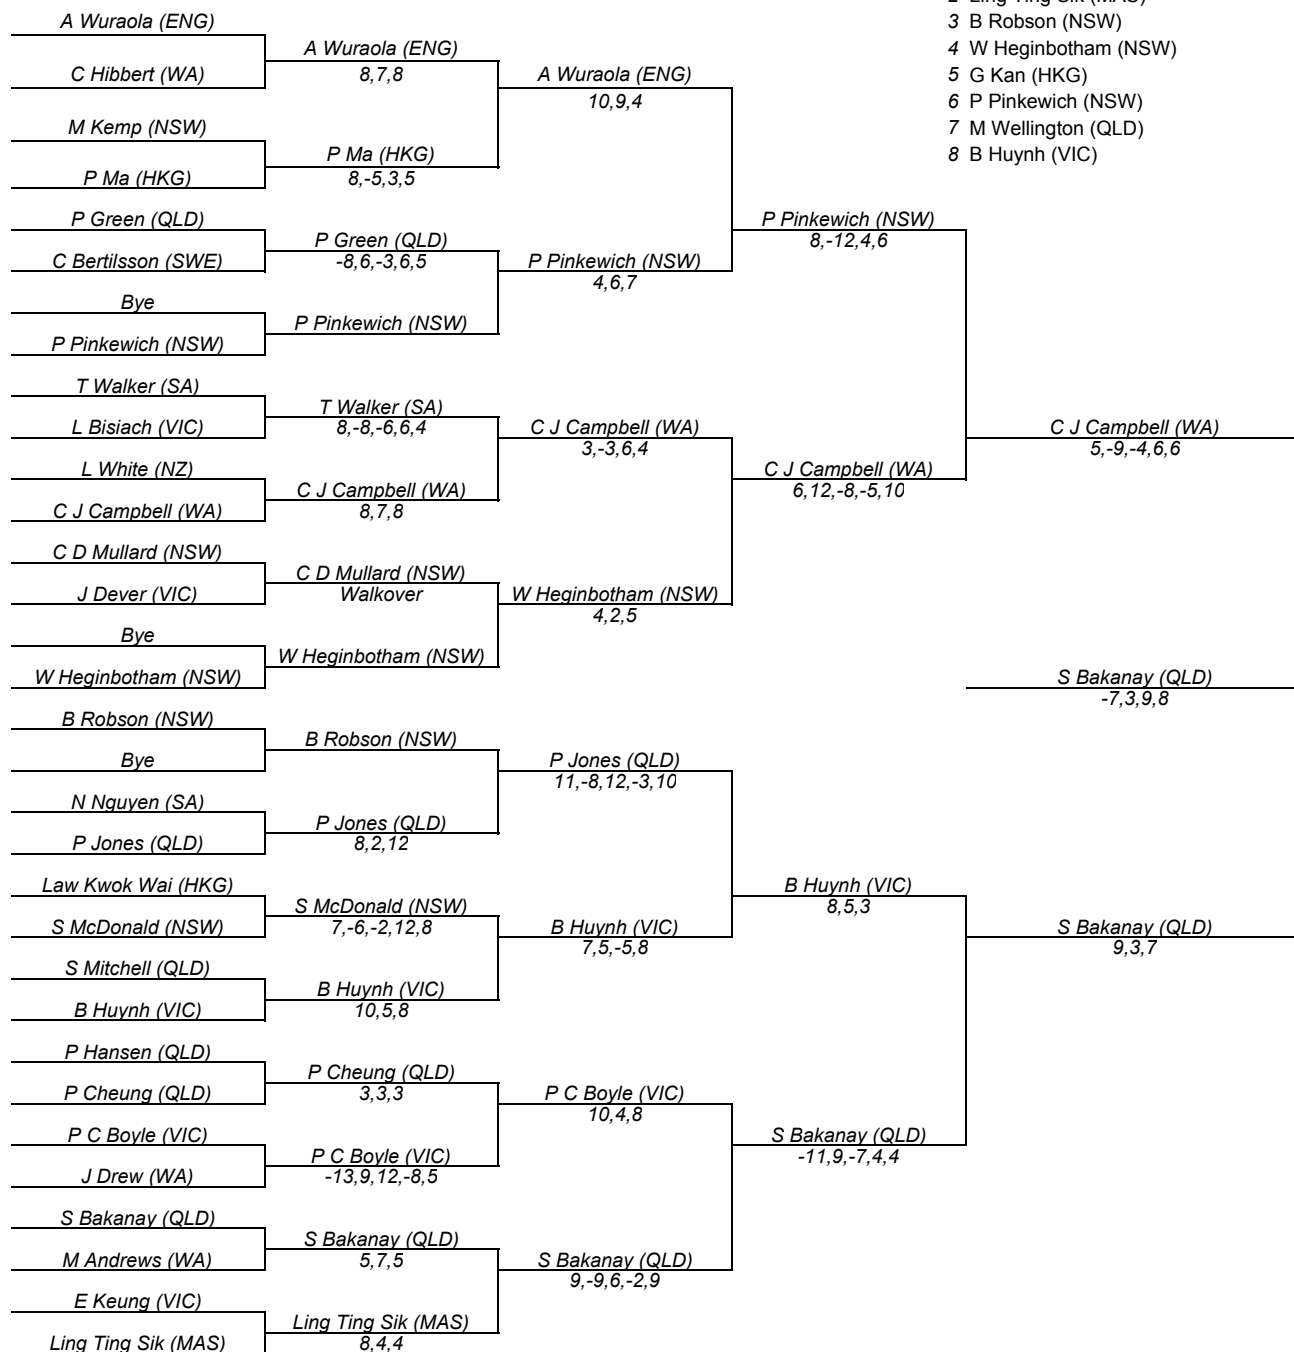 2 Ling Ting Sik (MAS)
3 B Robson (NSW)
4 W Heginbotham (NSW)
5 G Kan (HKG)
6 P Pinkewich (NSW)
7 M Wellington (QLD)
8 B Huynh (VIC)
A Wuraola (ENG)
C Hibbert (WA)
M Kemp (NSW)
P Ma (HKG)
P Green (QLD)
C Bertilsson (SWE)
Bye
P Pinkewich (NSW)
T Walker (SA)
L Bisiach (VIC)
L White (NZ)
C J Campbell (WA)
C D Mullard (NSW)
J Dever (VIC)
Bye
W Heginbotham (NSW)
B Robson (NSW)
Bye
N Nguyen (SA)
P Jones (QLD)
Law Kwok Wai (HKG)
S McDonald (NSW)
S Mitchell (QLD)
B Huynh (VIC)
P Hansen (QLD)
P Cheung (QLD)
P C Boyle (VIC)
J Drew (WA)
S Bakanay (QLD)
M Andrews (WA)
E Keung (VIC)
Ling Ting Sik (MAS)
A Wuraola (ENG)
8,7,8
P Ma (HKG)
8,-5,3,5
P Green (QLD)
-8,6,-3,6,5
P Pinkewich (NSW)
T Walker (SA)
8,-8,-6,6,4
C J Campbell (WA)
8,7,8
C D Mullard (NSW)
Walkover
W Heginbotham (NSW)
B Robson (NSW)
P Jones (QLD)
8,2,12
S McDonald (NSW)
7,-6,-2,12,8
B Huynh (VIC)
10,5,8
P Cheung (QLD)
3,3,3
P C Boyle (VIC)
-13,9,12,-8,5
S Bakanay (QLD)
5,7,5
Ling Ting Sik (MAS)
8,4,4
A Wuraola (ENG)
10,9,4
P Pinkewich (NSW)
4,6,7
C J Campbell (WA)
3,-3,6,4
W Heginbotham (NSW)
4,2,5
P Jones (QLD)
11,-8,12,-3,10
B Huynh (VIC)
7,5,-5,8
P C Boyle (VIC)
10,4,8
S Bakanay (QLD)
9,-9,6,-2,9
P Pinkewich (NSW)
8,-12,4,6
C J Campbell (WA)
6,12,-8,-5,10
B Huynh (VIC)
8,5,3
S Bakanay (QLD)
-11,9,-7,4,4
C J Campbell (WA)
5,-9,-4,6,6
S Bakanay (QLD)
9,3,7
S Bakanay (QLD)
-7,3,9,8